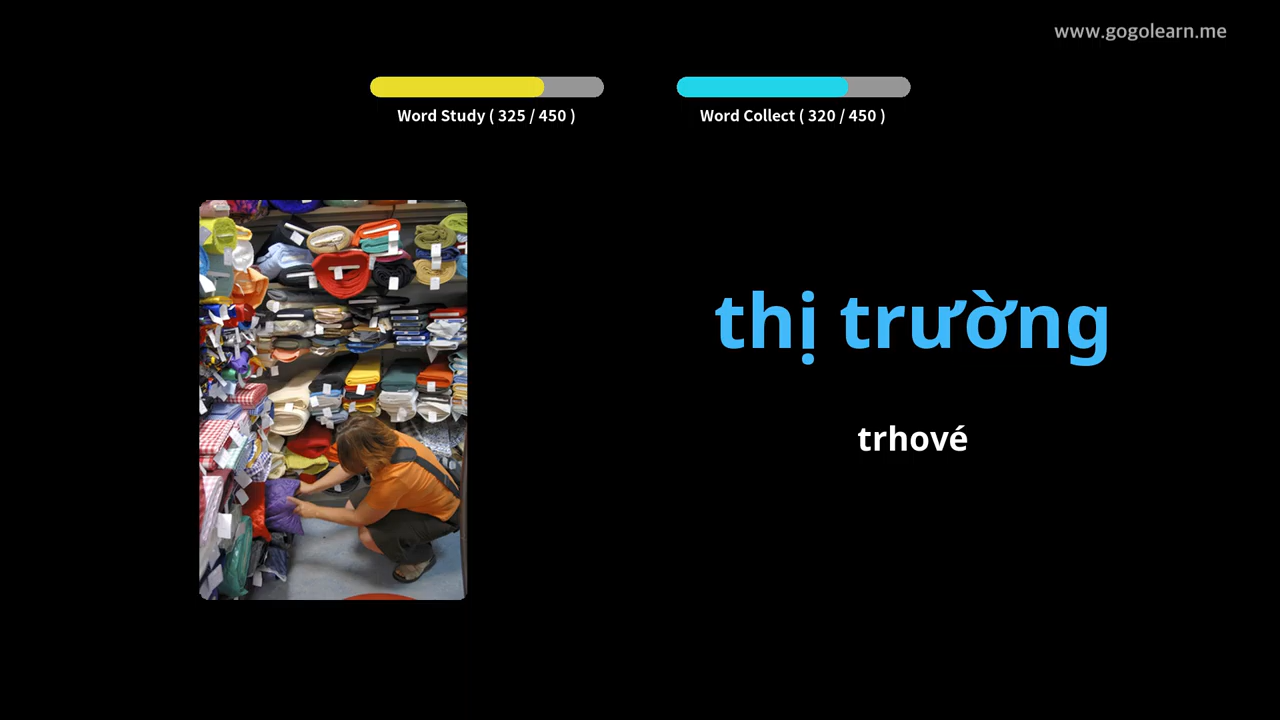 www.gogolearn.me
Word Study ( 325 / 450 )
Word Collect ( 320 / 450 )
thị trường
trhové